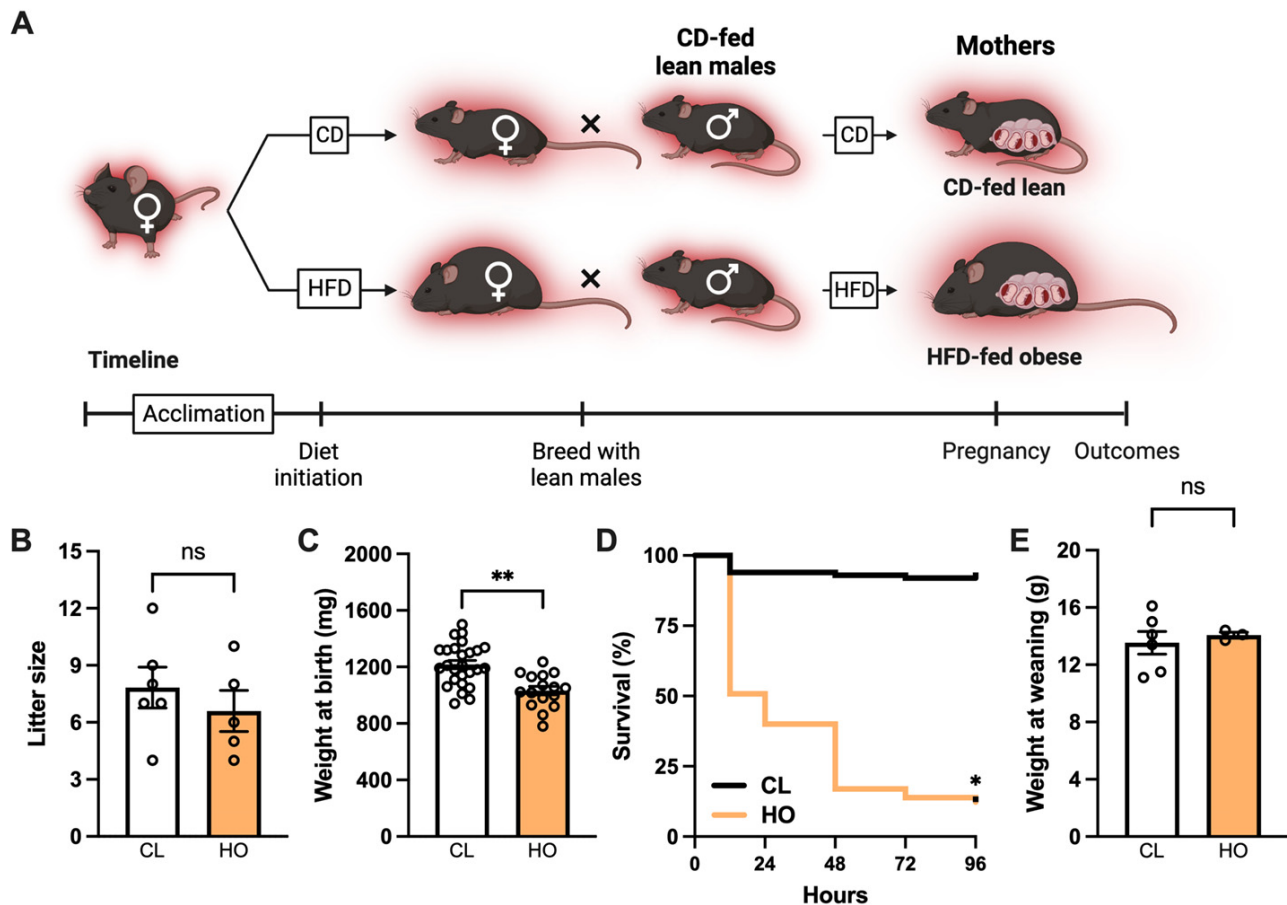 A
CD-fed
lean males
Mothers
CD
♀
×
♂
CD
CD-fed lean
♀
HFD
♀
×
♂
HFD
HFD-fed obese
Timeline
Acclimation
Diet
initiation
Breed with
lean males
Pregnancy
Outcomes
B
ns
15
12
9
6
3
0
Litter size
CL
HO
C
**
2000
1600
1200
800
400
0
Weight at birth (mg)
CL
HO
D
100
75
50
25
0
Survival (%)
CL
HO
*
0
24
48
72
96
Hours
E
ns
20
16
12
8
4
0
Weight at weaning (g)
CL
HO